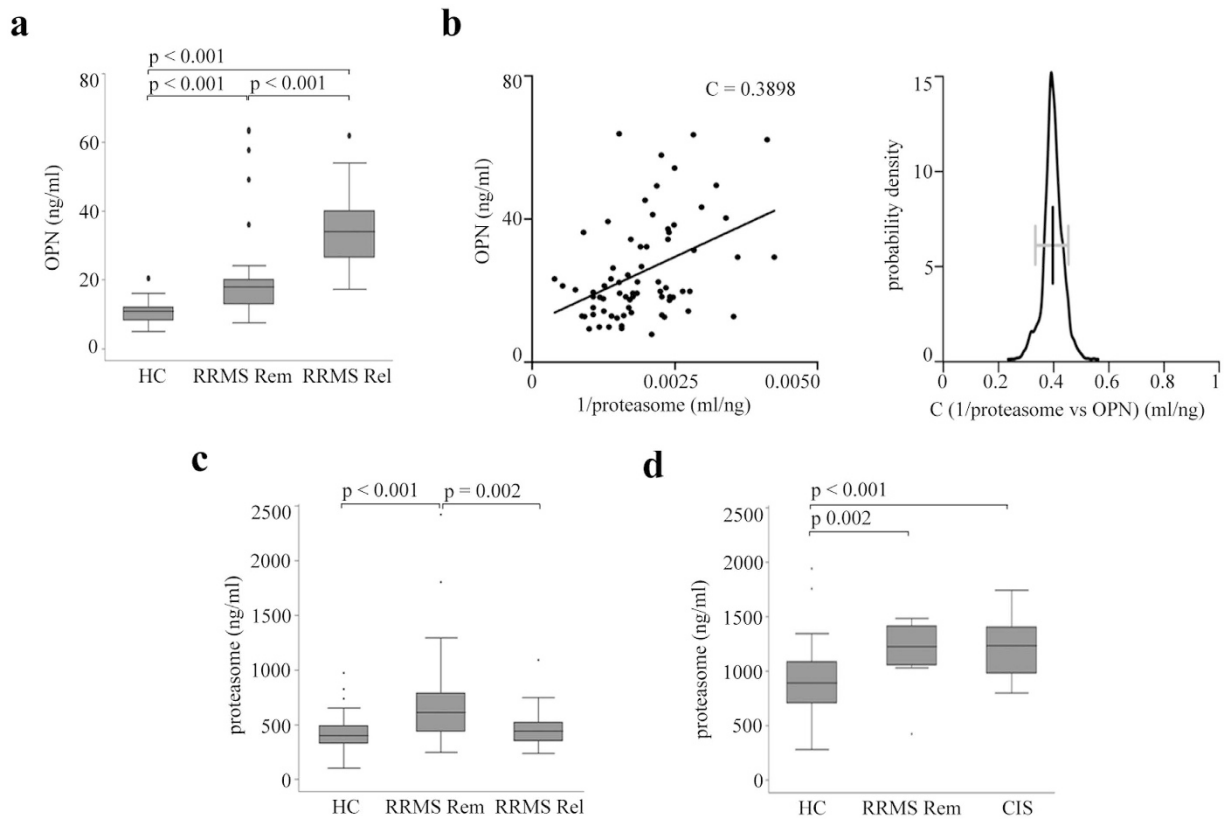 a
p < 0.001
p < 0.001 p < 0.001
80
60
40
20
0
OPN (ng/ml)
HC RRMS Rem RRMS Rel
b
C = 0.3898
80
40
0
OPN (ng/ml)
0 0.0025 0.0050
1/proteasome (ml/ng)
15
10
5
0
probability density
0 0.2 0.4 0.6 0.8 1
C (1/proteasome vs OPN) (ml/ng)
c
p < 0.001 p = 0.002
2500
2000
1500
1000
500
0
proteasome (ng/ml)
HC RRMS Rem RRMS Rel
d
p < 0.001
p 0.002
2500
2000
1500
1000
500
0
proteasome (ng/ml)
HC RRMS Rem CIS